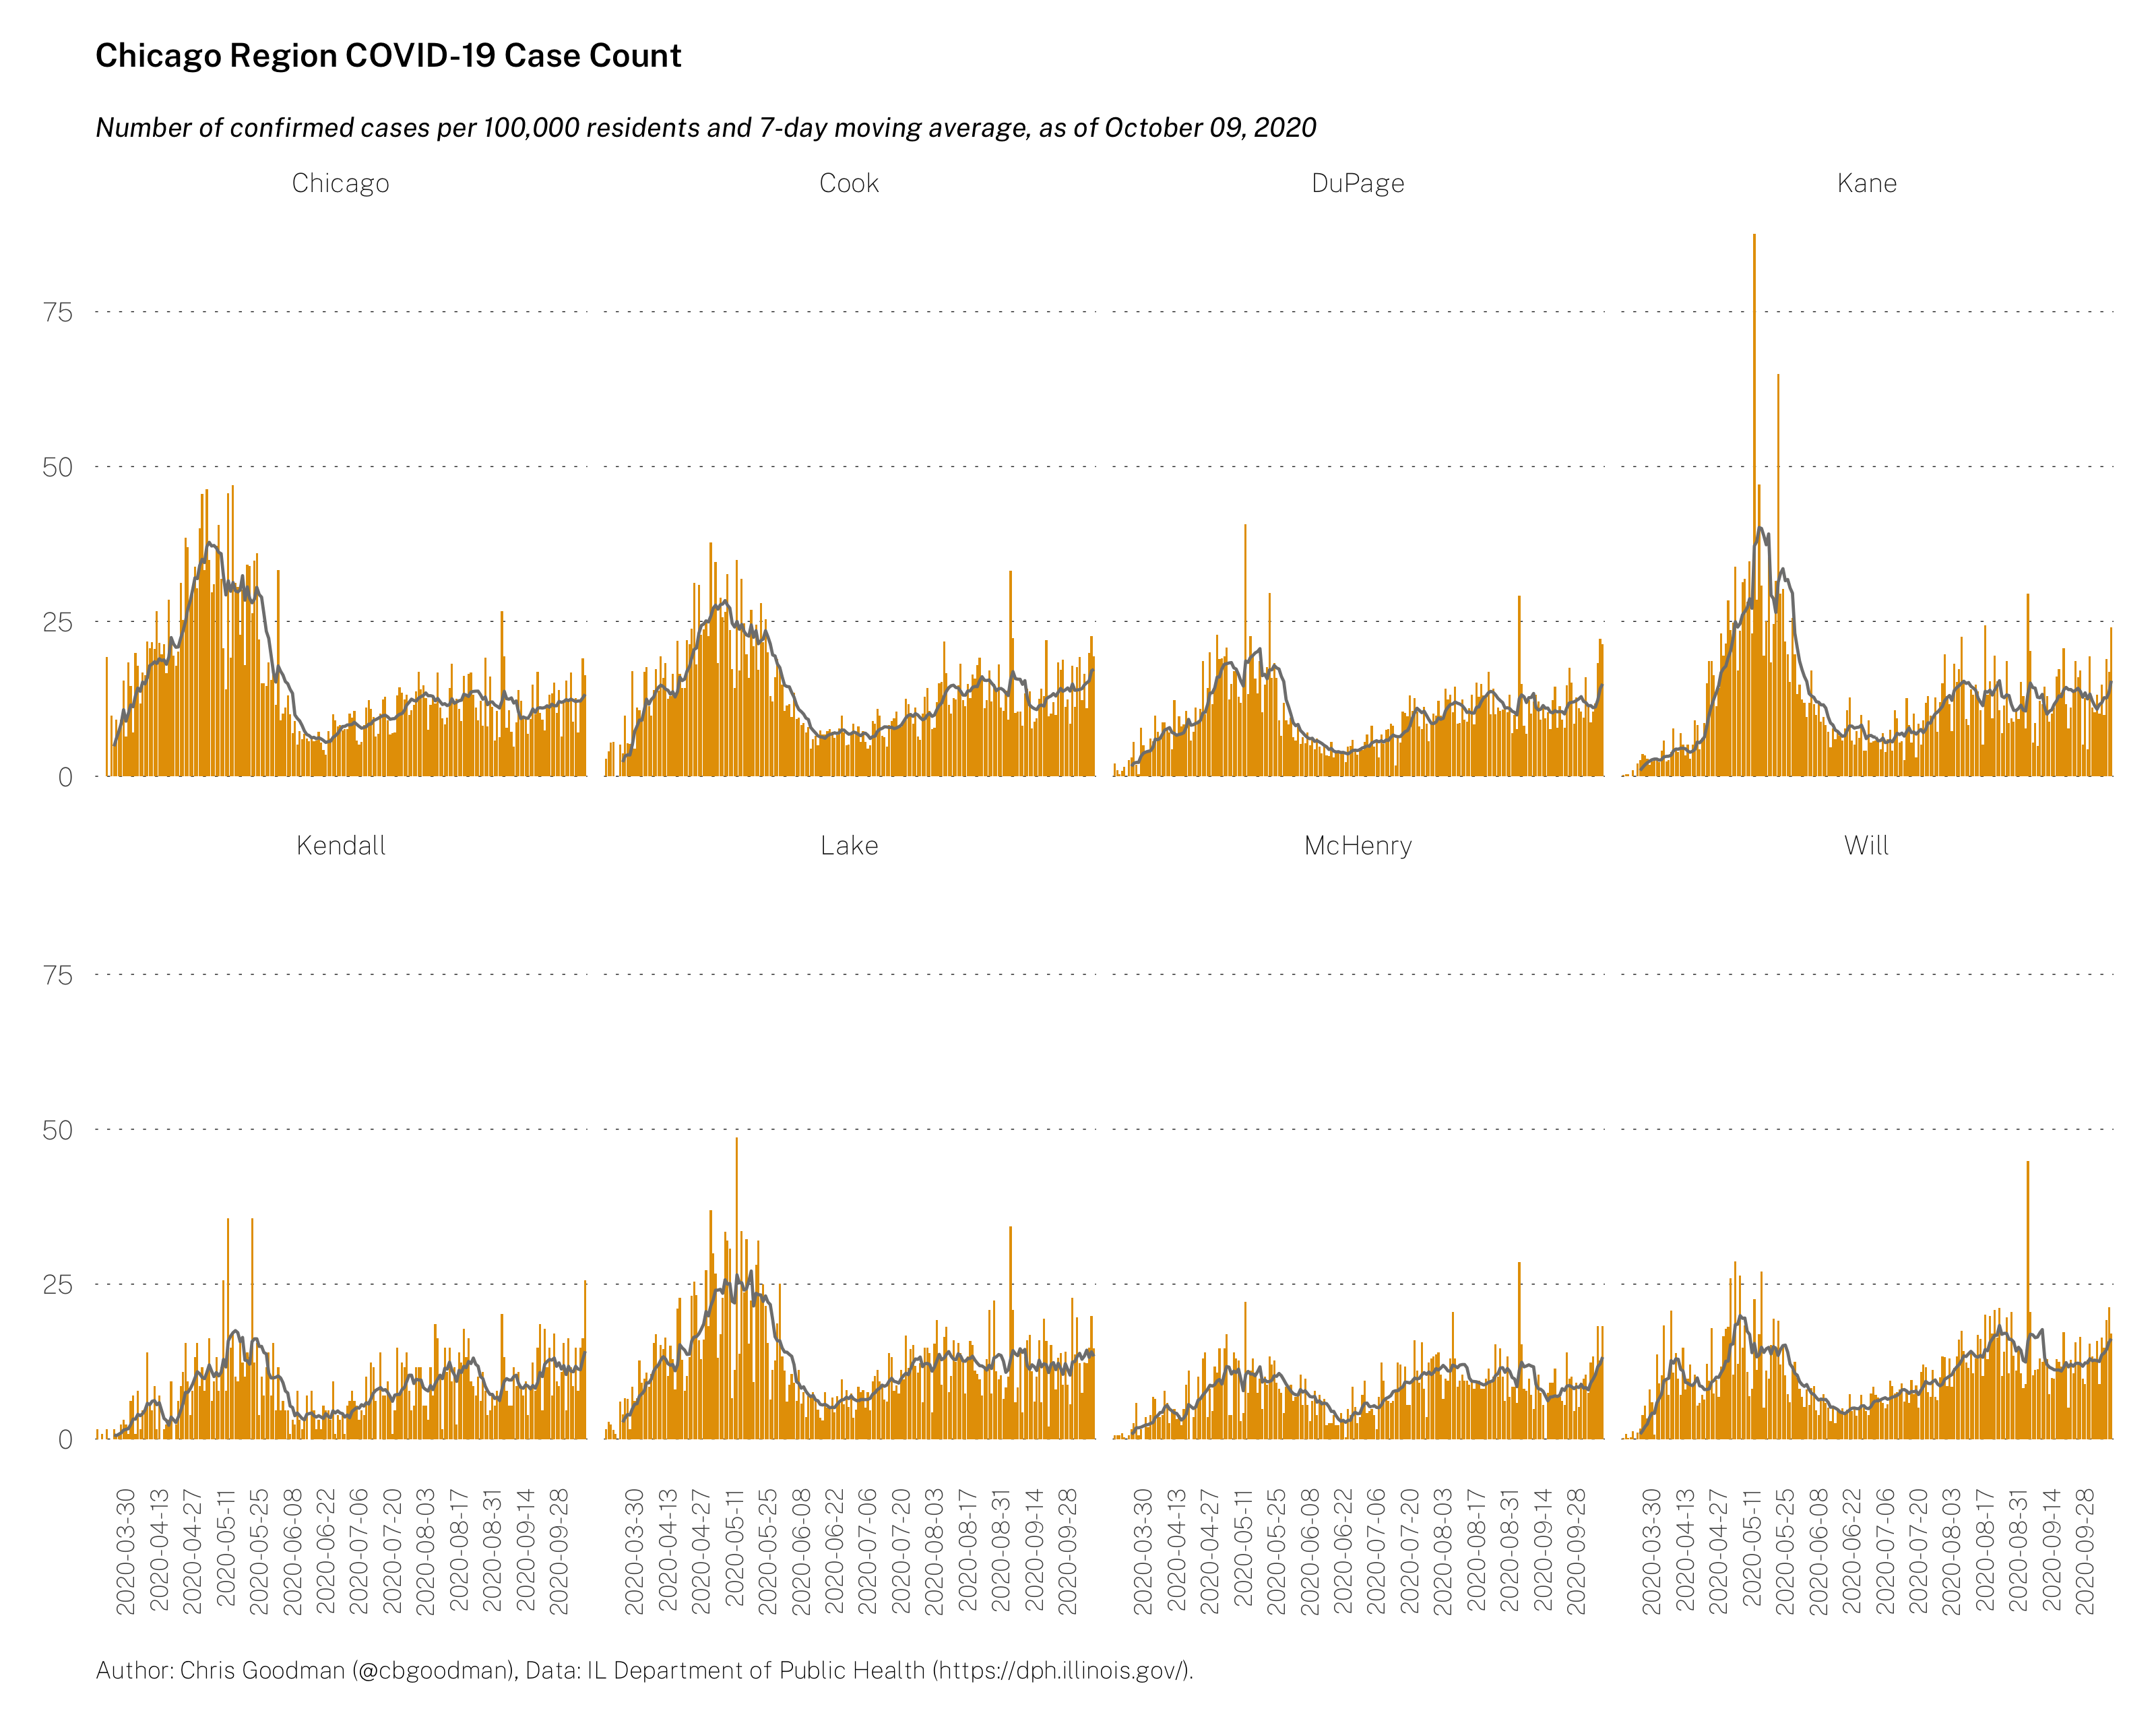 Chicago Region COVID-19 Case Count
Number of confirmed cases per 100,000 residents and 7-day moving average, as of October 09, 2020
Chicago Cook DuPage Kane
75
50
25
0
Kendall Lake McHenry Will
75
50
25
0
2020-03-30 2020-04-13 2020-04-27 2020-05-11 2020-05-25 2020-06-08 2020-06-22 2020-07-06 2020-07-20 2020-08-03 2020-08-17 2020-08-31 2020-09-14 2020-09-28 2020-03-30 2020-04-13 2020-04-27 2020-05-11 2020-05-25 2020-06-08 2020-06-22 2020-07-06 2020-07-20 2020-08-03 2020-08-17 2020-08-31 2020-09-14 2020-09-28 2020-03-30 2020-04-13 2020-04-27 2020-05-11 2020-05-25 2020-06-08 2020-06-22 2020-07-06 2020-07-20 2020-08-03 2020-08-17 2020-08-31 2020-09-14 2020-09-28 2020-03-30 2020-04-13 2020-04-27 2020-05-11 2020-05-25 2020-06-08 2020-06-22 2020-07-06 2020-07-20 2020-08-03 2020-08-17 2020-08-31 2020-09-14 2020-09-28
Author: Chris Goodman (@cbgoodman), Data: IL Department of Public Health (https://dph.illinois.gov/).